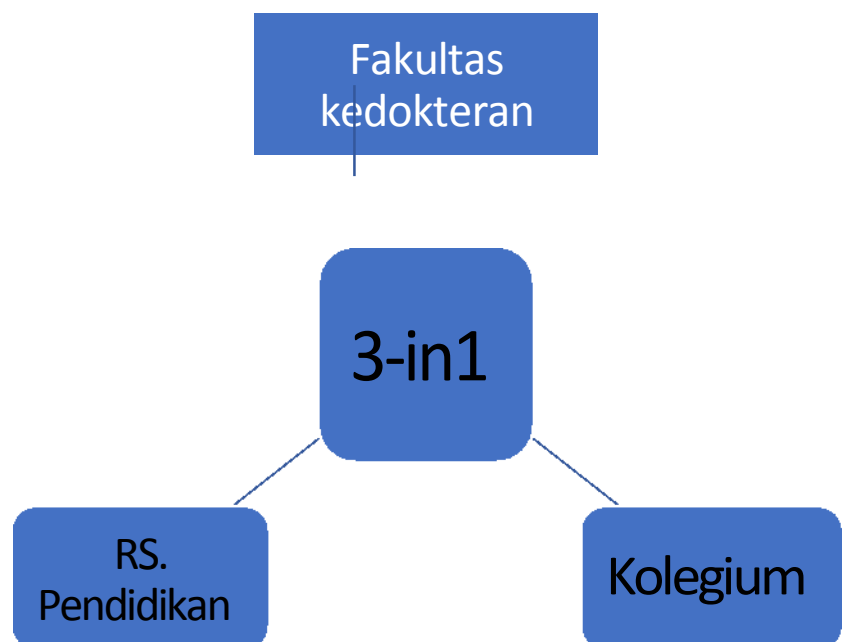 Fakultas
kedokteran
3-in1
RS.
Pendidikan
Kolegium